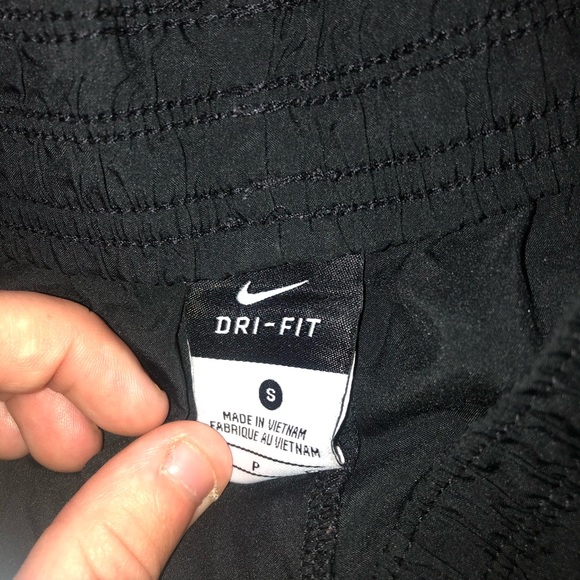 DRI-FIT
S
MADE IN VIETNAM
FABRIQUE AU VIETNAM
P